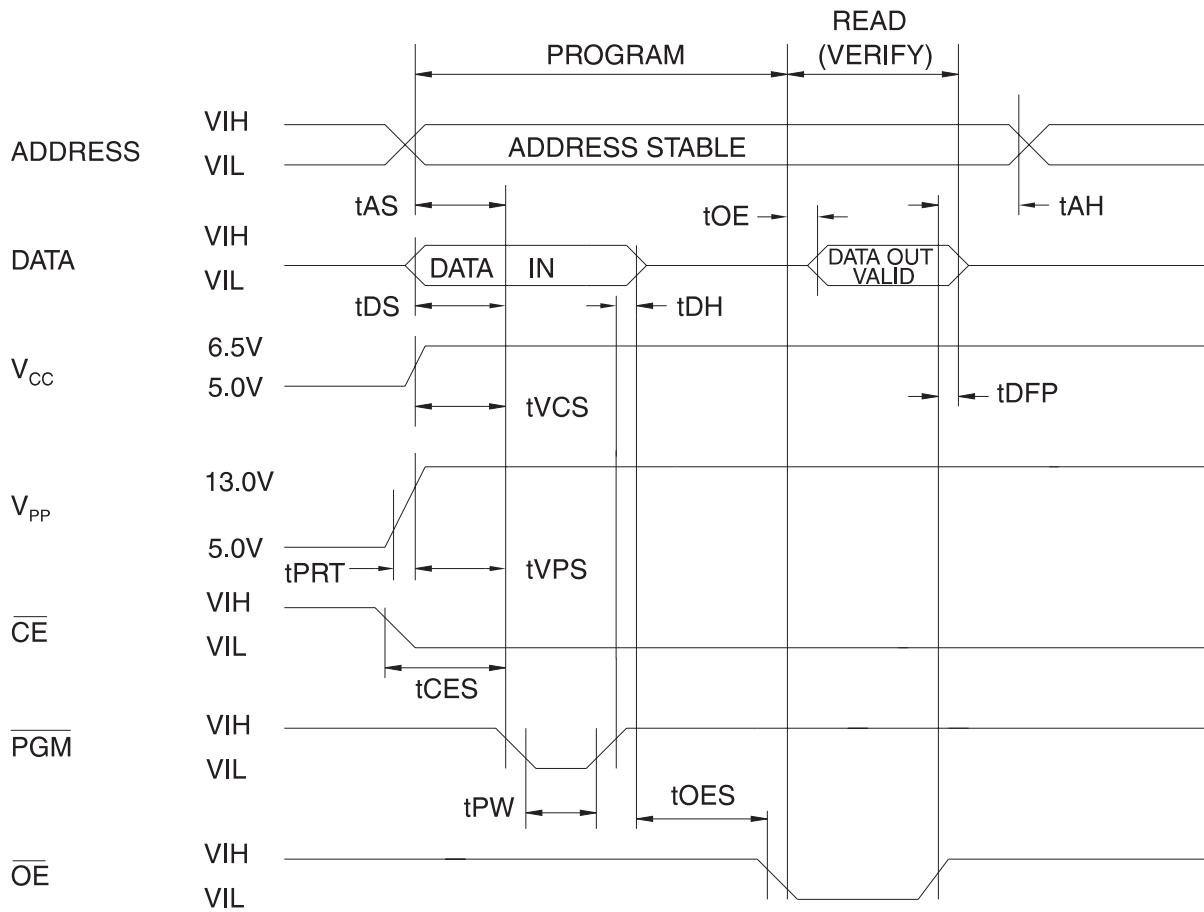 READ
PROGRAM (VERIFY)
VIH
ADDRESS ADDRESS STABLE
VIL
tAS tOE tAH
VIH
DATA DATA IN DATA OUT
VALID
VIL
tDS tDH
6.5V
VCC
5.0V
tVCS tDFP
13.0V
VPP
5.0V
tPRT tVPS
VIH
CE
VIL
tCES
VIH
PGM
VIL
tPW tOES
VIH
OE
VIL